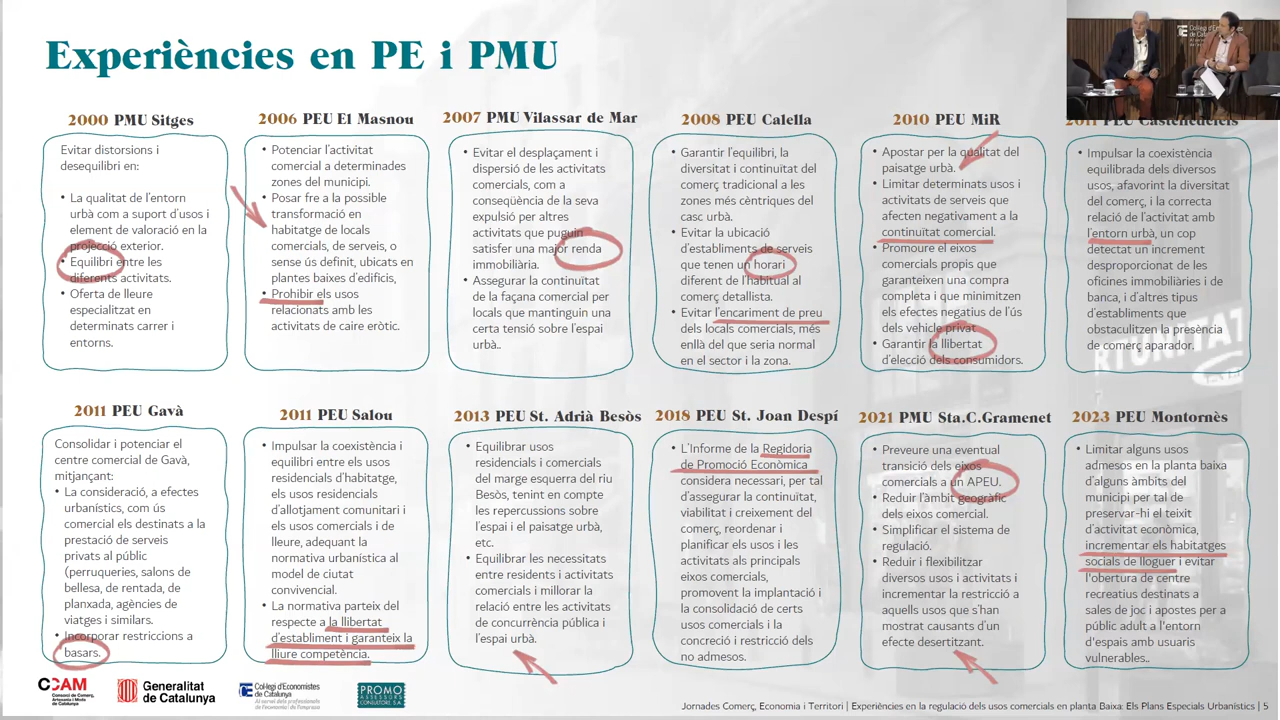 Experiències en PE i PMU
Col·legi d'Economistes
de Catalunya
2000 PMU Sitges
Evitar distorsions i
desequilibri en:
• La qualitat de l'entorn
urbà com a suport d'usos i
element de valoració en la
projecció exterior.
• Equilibri entre les
diferents activitats.
• Oferta de lleure
especialitzat en
determinats carrer i
entorns.
2006 PEU El Masnou
• Potenciar l'activitat
comercial a determinades
zones del municipi.
• Posar fre a la possible
transformació en
habitatge de locals
comercials, de serveis, o
sense ús definit, ubicats en
plantes baixes d'edificis,
• Prohibir els usos
relacionats amb les
activitats de caire eròtic.
2007 PMU Vilassar de Mar
• Evitar el desplaçament i
dispersió de les activitats
comercials, com a
conseqüència de la seva
expulsió per altres
activitats que puguin
satisfer una major renda
immobiliària.
• Assegurar la continuïtat
de la façana comercial per
locals que mantinguin una
certa tensió sobre l'espai
urbà..
2008 PEU Calella
• Garantir l'equilibri, la
diversitat i continuïtat del
comerç tradicional a les
zones més cèntriques del
casc urbà.
• Evitar la ubicació
d'establiments de serveis
que tenen un horari
diferent de l'habitual al
comerç detallista.
• Evitar l'encariment de preu
dels locals comercials, més
enllà del que seria normal
en el sector i la zona.
2010 PEU MiR
• Apostar per la qualitat del
paisatge urbà.
• Limitar determinats usos i
activitats de serveis que
afecten negativament a la
continuïtat comercial.
• Promoure el eixos
comercials propis que
garanteixen una compra
completa i que minimitzen
els efectes negatius de l'ús
dels vehicle privat
• Garantir la llibertat
d'elecció dels consumidors.
2011 PEU Castelldefels
• Impulsar la coexistència
equilibrada dels diversos
usos, afavorint la diversitat
del comerç, i la correcta
relació de l'activitat amb
l'entorn urbà, un cop
detectat un increment
desproporcionat de les
oficines immobiliàries i de
banca, i d'altres tipus
d'establiments que
obstaculitzen la presència
de comerç aparador.
2011 PEU Gavà
Consolidar i potenciar el
centre comercial de Gavà,
mitjançant:
• La consideració, a efectes
urbanístics, com ús
comercial els destinats a la
prestació de serveis
privats al públic
(perruqueries, salons de
bellesa, de rentada, de
planxada, agències de
viatges i similars.
• Incorporar restriccions a
basars.
2011 PEU Salou
• Impulsar la coexistència i
equilibri entre els usos
residencials d'habitatge,
els usos residencials
d'allotjament comunitari i
els usos comercials i de
lleure, adequant la
normativa urbanística al
model de ciutat
convivencial.
• La normativa parteix del
respecte a la llibertat
d'establiment i garanteix la
lliure competència.
2013 PEU St. Adrià Besòs
• Equilibrar usos
residencials i comercials
del marge esquerra del riu
Besòs, tenint en compte
les repercussions sobre
l'espai i el paisatge urbà,
etc.
• Equilibrar les necessitats
entre residents i activitats
comercials i millorar la
relació entre les activitats
de concurrència pública i
l'espai urbà.
2018 PEU St. Joan Despí
• L'Informe de la Regidoria
de Promoció Econòmica
considera necessari, per tal
d'assegurar la continuïtat,
viabilitat i creixement del
comerç, reordenar i
planificar els usos i les
activitats als principals
eixos comercials,
promovent la implantació i
la consolidació de certs
usos comercials i la
concreció i restricció dels
no admesos.
2021 PMU Sta.C.Gramenet
• Preveure una eventual
transició dels eixos
comercials a un APEU.
• Reduir l'àmbit geogràfic
dels eixos comercial.
• Simplificar el sistema de
regulació.
• Reduir i flexibilitzar
diversos usos i activitats i
incrementar la restricció a
aquells usos que s'han
mostrat causants d'un
efecte desertitzant.
2023 PEU Montornès
• Limitar alguns usos
admesos en la planta baixa
d'alguns àmbits del
municipi per tal de
preservar-hi el teixit
d'activitat econòmica,
incrementar els habitatges
socials de lloguer i evitar
l'obertura de centre
recreatius destinats a
sales de joc i apostes per a
públic adult a l'entorn
d'espais amb usuaris
vulnerables..
CCAM
Consorci de Comerç,
Artesania i Moda
de Catalunya
Generalitat
de Catalunya
Col·legi d'Economistes
de Catalunya
Al servei dels professionals
de l'economia i de l'empresa
PROMO
ASSESSORS
CONSULTORS, S.A.
Jornades Comerç, Economia i Territori | Experiències en la regulació dels usos comercials en planta Baixa: Els Plans Especials Urbanístics | 5